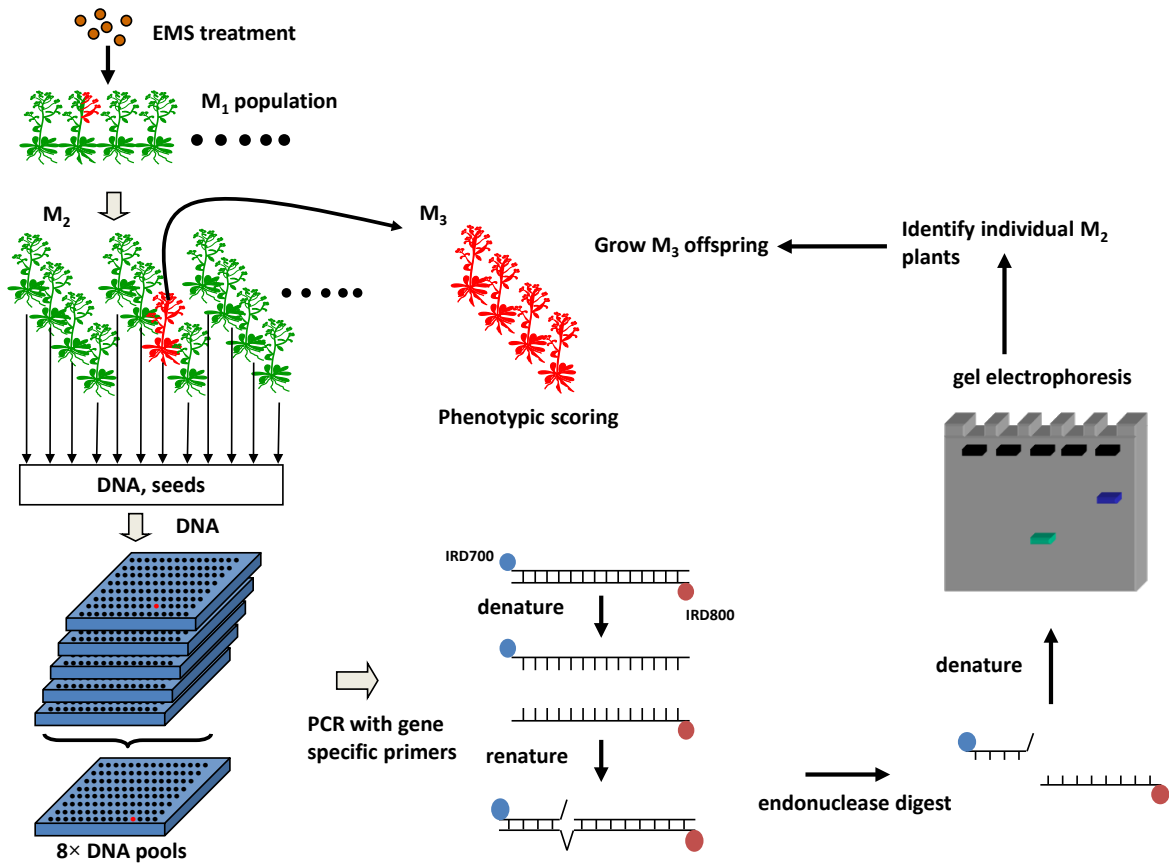 EMS treatment
M₁ population
M₂
M₃
Phenotypic scoring
DNA, seeds
DNA
8× DNA pools
PCR with gene
specific primers
IRD700
IRD800
denature
renature
endonuclease digest
denature
gel electrophoresis
Identify individual M₂
plants
Grow M₃ offspring